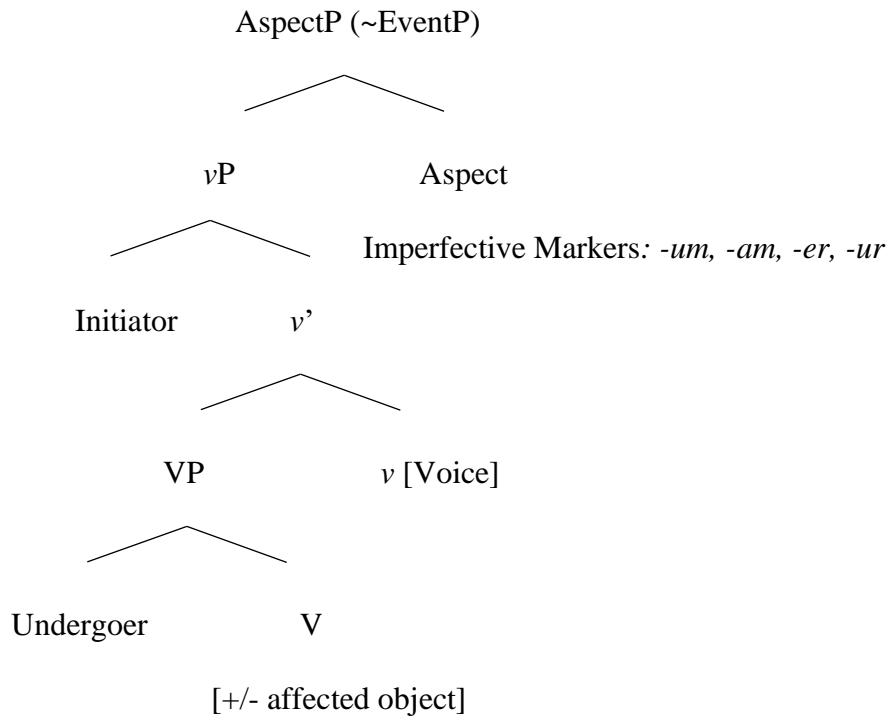 AspectP (~EventP)
vP Aspect
Imperfective Markers: -um, -am, -er, -ur
Initiator v’
VP v [Voice]
Undergoer V
[+/- affected object]